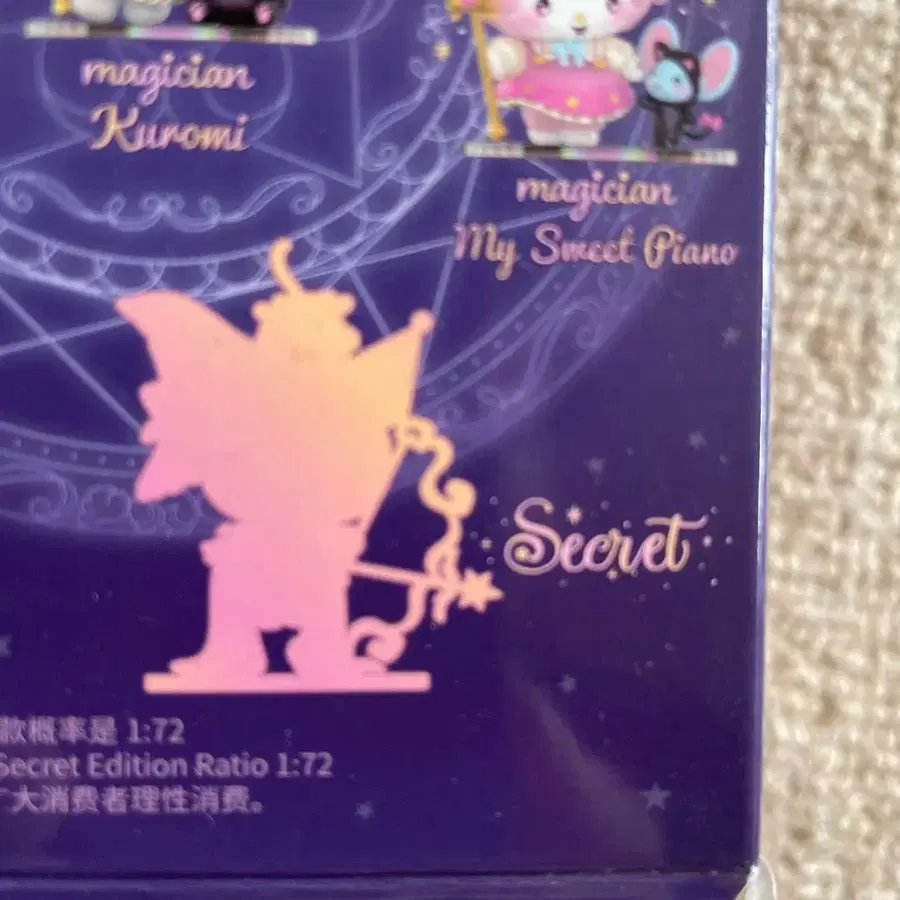 magician
Kuromi
magician
My Sweet Piano
Secret
款概率是 1:72
Secret Edition Ratio 1:72
大消费者理性消费。